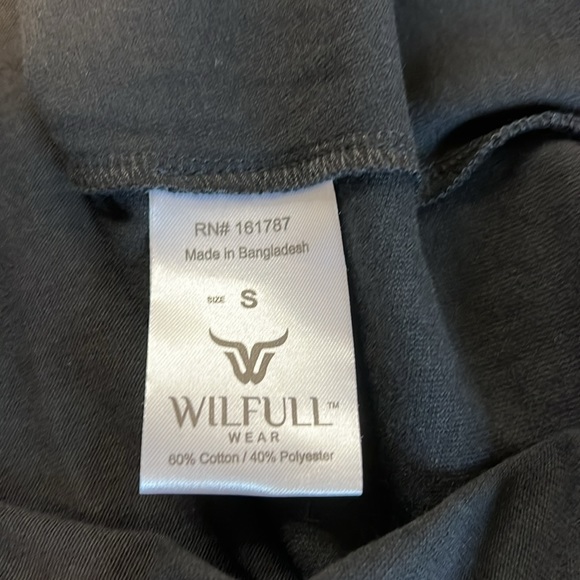 RN# 161787
Made in Bangladesh
SIZE S
WILFULL™
WEAR
60% Cotton / 40% Polyester